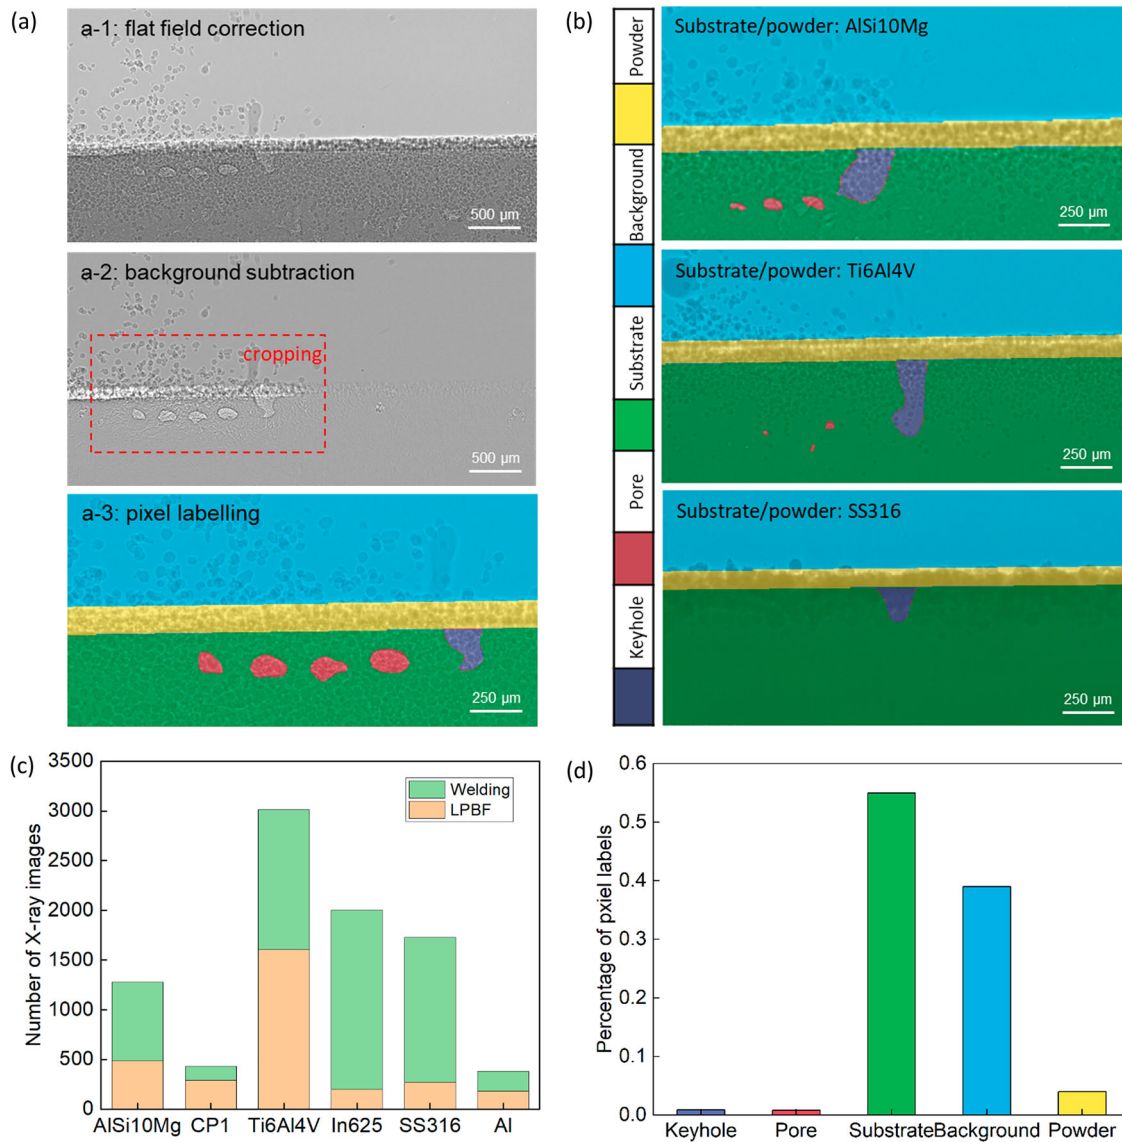 (a)
a-1: flat field correction
500 µm
a-2: background subtraction
cropping
500 µm
a-3: pixel labelling
250 µm
(b)
Powder
Background
Substrate
Pore
Keyhole
Substrate/powder: AlSi10Mg
250 µm
Substrate/powder: Ti6Al4V
250 µm
Substrate/powder: SS316
250 µm
(c)
Number of X-ray images
3500
3000
2500
2000
1500
1000
500
0
Welding
LPBF
AlSi10Mg CP1 Ti6Al4V In625 SS316 Al
(d)
Percentage of pxiel labels
0.6
0.5
0.4
0.3
0.2
0.1
0.0
Keyhole Pore Substrate Background Powder